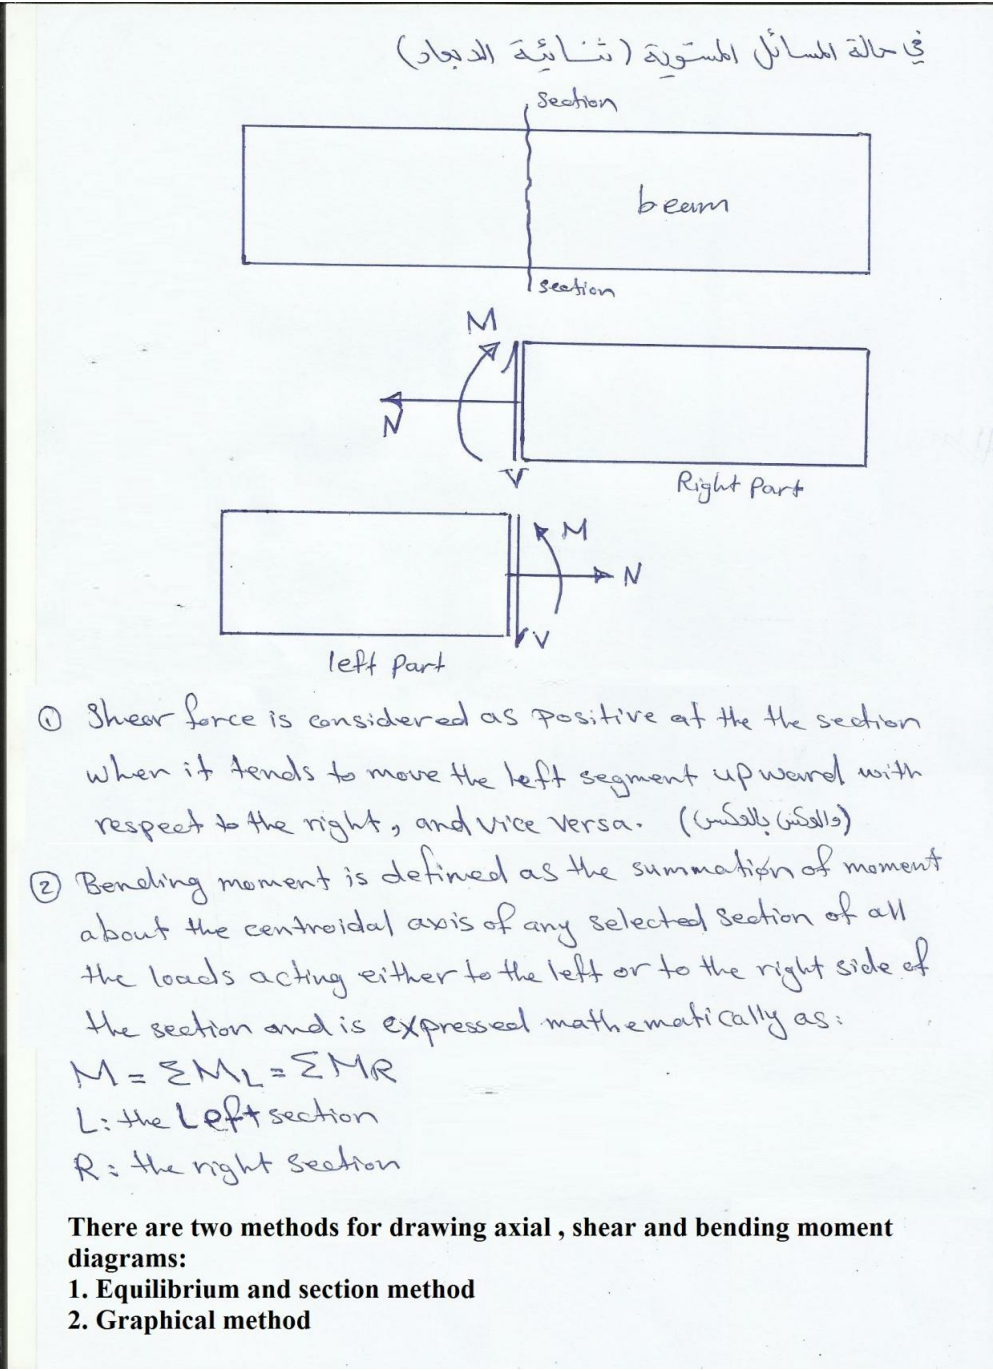 في حالة المسائل المستوية (ثنائية الابعاد)
section
beam
section
M
N
V
Right Part
M
N
V
left Part
① Shear force is considered as positive at the the section
when it tends to move the left segment upward with
respect to the right, and vice versa. (والعكس بالعكس)
② Bending moment is defined as the summation of moment
about the centroidal axis of any selected section of all
the loads acting either to the left or to the right side of
the section and is expressed mathematically as:
M = ΣML = ΣMR
L: the Left section
R: the right section
There are two methods for drawing axial , shear and bending moment
diagrams:
1. Equilibrium and section method
2. Graphical method